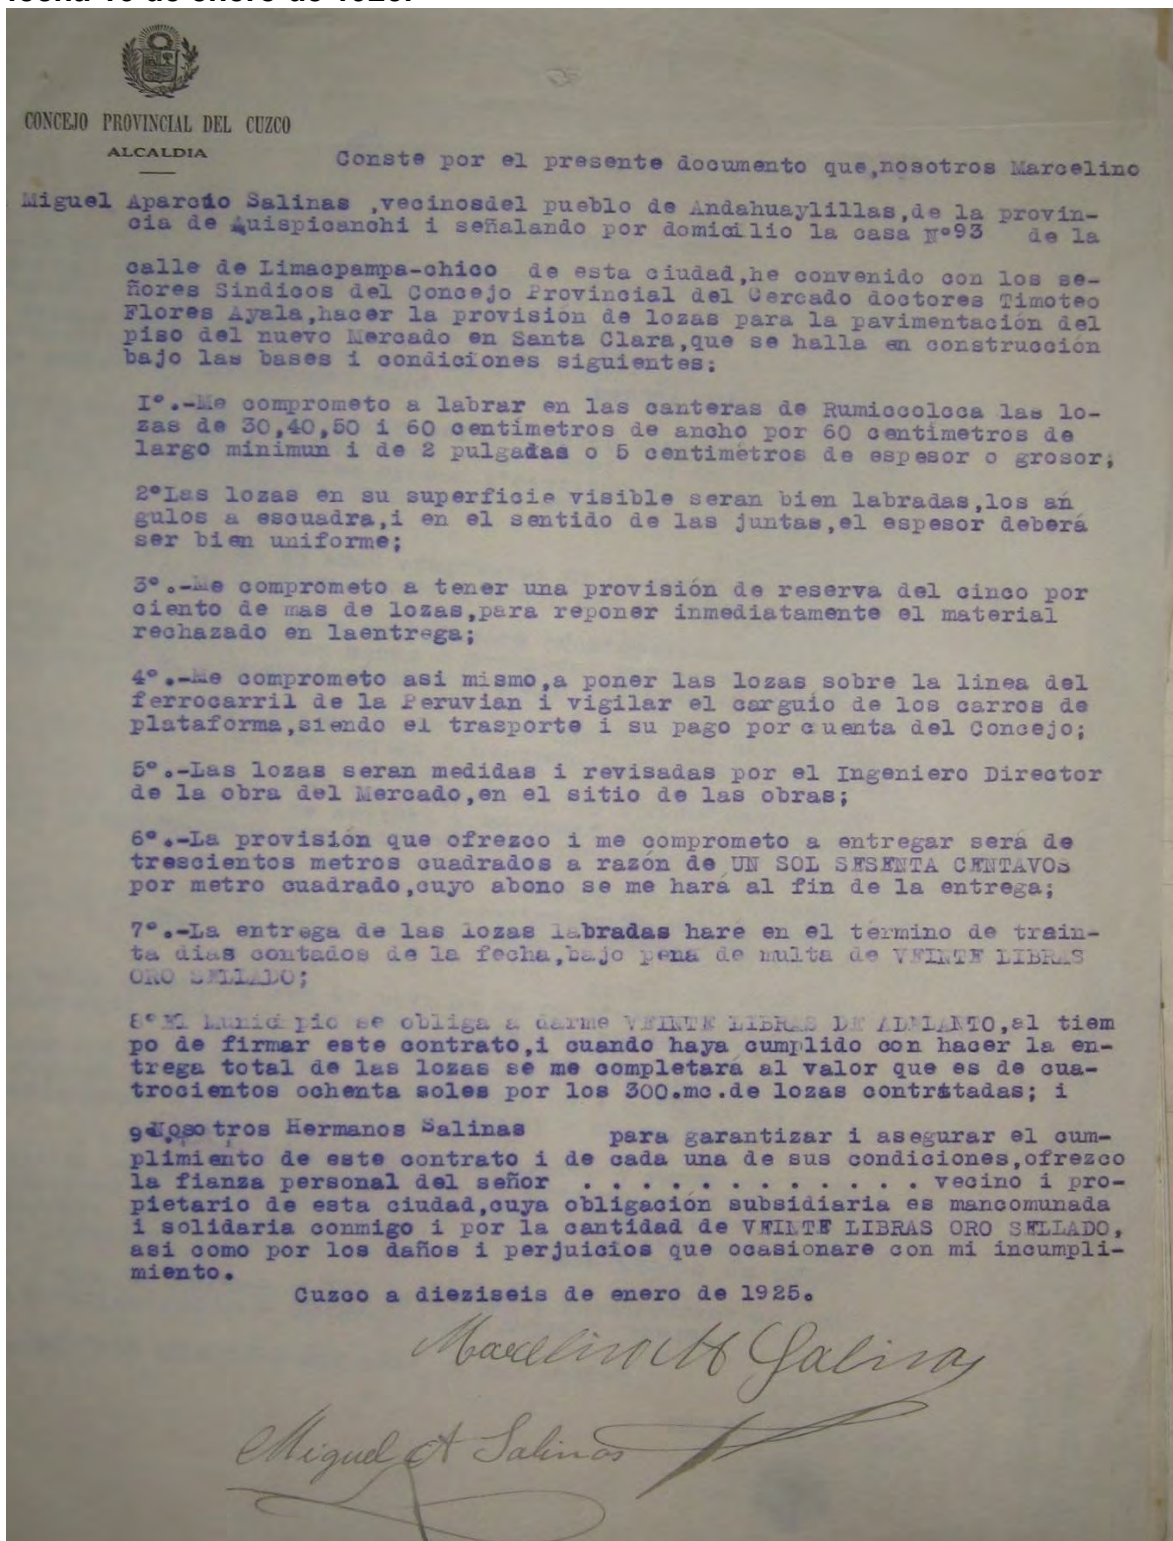 fecha 16 de enero de 1925.
CONCEJO PROVINCIAL DEL CUZCO
ALCALDIA
Conste por el presente documento que,nosotros Marcelino
Miguel Aparcio Salinas ,vecinosdel pueblo de Andahuaylillas,de la provin-
cia de Quispicanchi i señalando por domicilio la casa Nº93 de la
calle de Limacpampa-chico de esta ciudad,he convenido con los se-
ñores Sindicos del Concejo Provincial del Cercado doctores Timoteo
Flores Ayala,hacer la provisión de lozas para la pavimentación del
piso del nuevo Mercado en Santa Clara,que se halla en construcción
bajo las bases i condiciones siguientes:
Iº.-Me comprometo a labrar en las canteras de Rumiccolcca las lo-
zas de 30,40,50 i 60 centimetros de ancho por 60 centimetros de
largo minimun i de 2 pulgadas o 5 centimétros de espesor o grosor;
2ºLas lozas en su superficie visible seran bien labradas,los añ
gulos a escuadra,i en el sentido de las juntas,el espesor deberá
ser bien uniforme;
3º.-Me comprometo a tener una provisión de reserva del cinco por
ciento de mas de lozas,para reponer inmediatamente el material
rechazado en laentrega;
4º.-Me comprometo asi mismo,a poner las lozas sobre la linea del
ferrocarril de la Peruvian i vigilar el carguío de los carros de
plataforma,siendo el trasporte i su pago por cuenta del Concejo;
5º.-Las lozas seran medidas i revisadas por el Ingeniero Director
de la obra del Mercado,en el sitio de las obras;
6º.-La provisión que ofrezco i me comprometo a entregar será de
trescientos metros cuadrados a razón de UN SOL SESENTA CENTAVOS
por metro cuadrado,cuyo abono se me hará al fin de la entrega;
7º.-La entrega de las lozas labradas haré en el término de train-
ta dias contados de la fecha,bajo pena de multa de VEINTE LIBRAS
ORO SELLADO;
8º El Municipio se obliga a darme VEINTE LIBRAS DE ADELANTO,al tiem
po de firmar este contrato,i cuando haya cumplido con hacer la en-
trega total de las lozas se me completará al valor que es de cua-
trocientos ochenta soles por los 300.mc.de lozas contratadas; i
9º.Nosotros Hermanos Salinas para garantizar i asegurar el cum-
plimiento de este contrato i de cada una de sus condiciones,ofrezco
la fianza personal del señor . . . . . . . . . . . . . vecino i pro-
pietario de esta ciudad,cuya obligación subsidiaria es mancomunada
i solidaria conmigo i por la cantidad de VEINTE LIBRAS ORO SELLADO,
asi como por los daños i perjuicios que ocasionare con mi incumpli-
miento.
Cuzco a dieziseis de enero de 1925.
Marcelino M Salinas
Miguel A Salinas